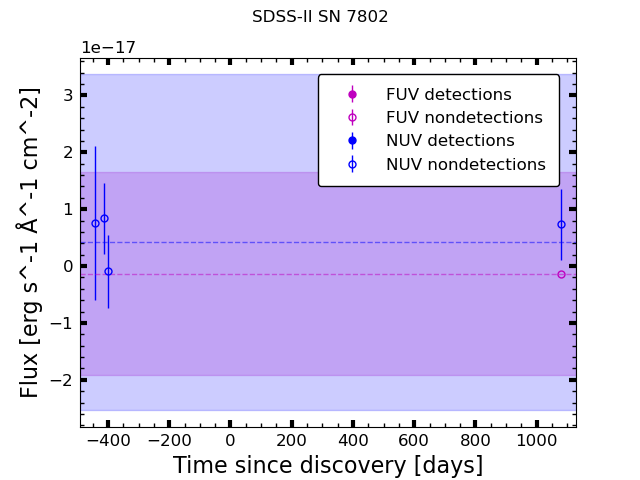 SDSS-II SN 7802
1e−17
FUV detections
FUV nondetections
NUV detections
NUV nondetections
3
2
1
0
−1
−2
Flux [erg s^-1 Å^-1 cm^-2]
−400 −200 0 200 400 600 800 1000
Time since discovery [days]